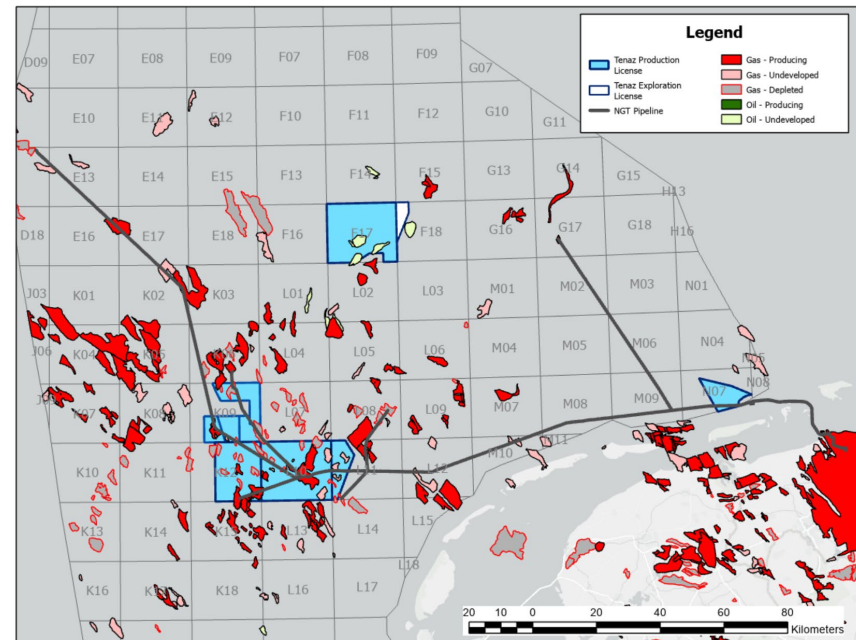 Legend
Tenaz Production
License
Tenaz Exploration
License
NGT Pipeline
Gas - Producing
Gas - Undeveloped
Gas - Depleted
Oil - Producing
Oil - Undeveloped
D09 E07 E08 E09 F07 F08 F09 G07
E10 E12 F10 F11 F12 G10 G11
E13 E14 E15 F13 F14 F15 G13 G14 G15 H13
D18 E16 E17 E18 F16 F17 F18 G16 G17 G18 H16
J03 K01 K02 K03 L01 L02 L03 M01 M02 M03 N01
J06 K04 K05 L04 L05 L06 M04 M05 M06 N04
K07 K08 K09 L07 L08 L09 M07 M08 M09 N07 N08
K10 K11 L11 L12 M10 N11
K13 K14 K15 L13 L14 L15
K16 K18 L16 L17 L18
20 10 0 20 40 60 80
Kilometers